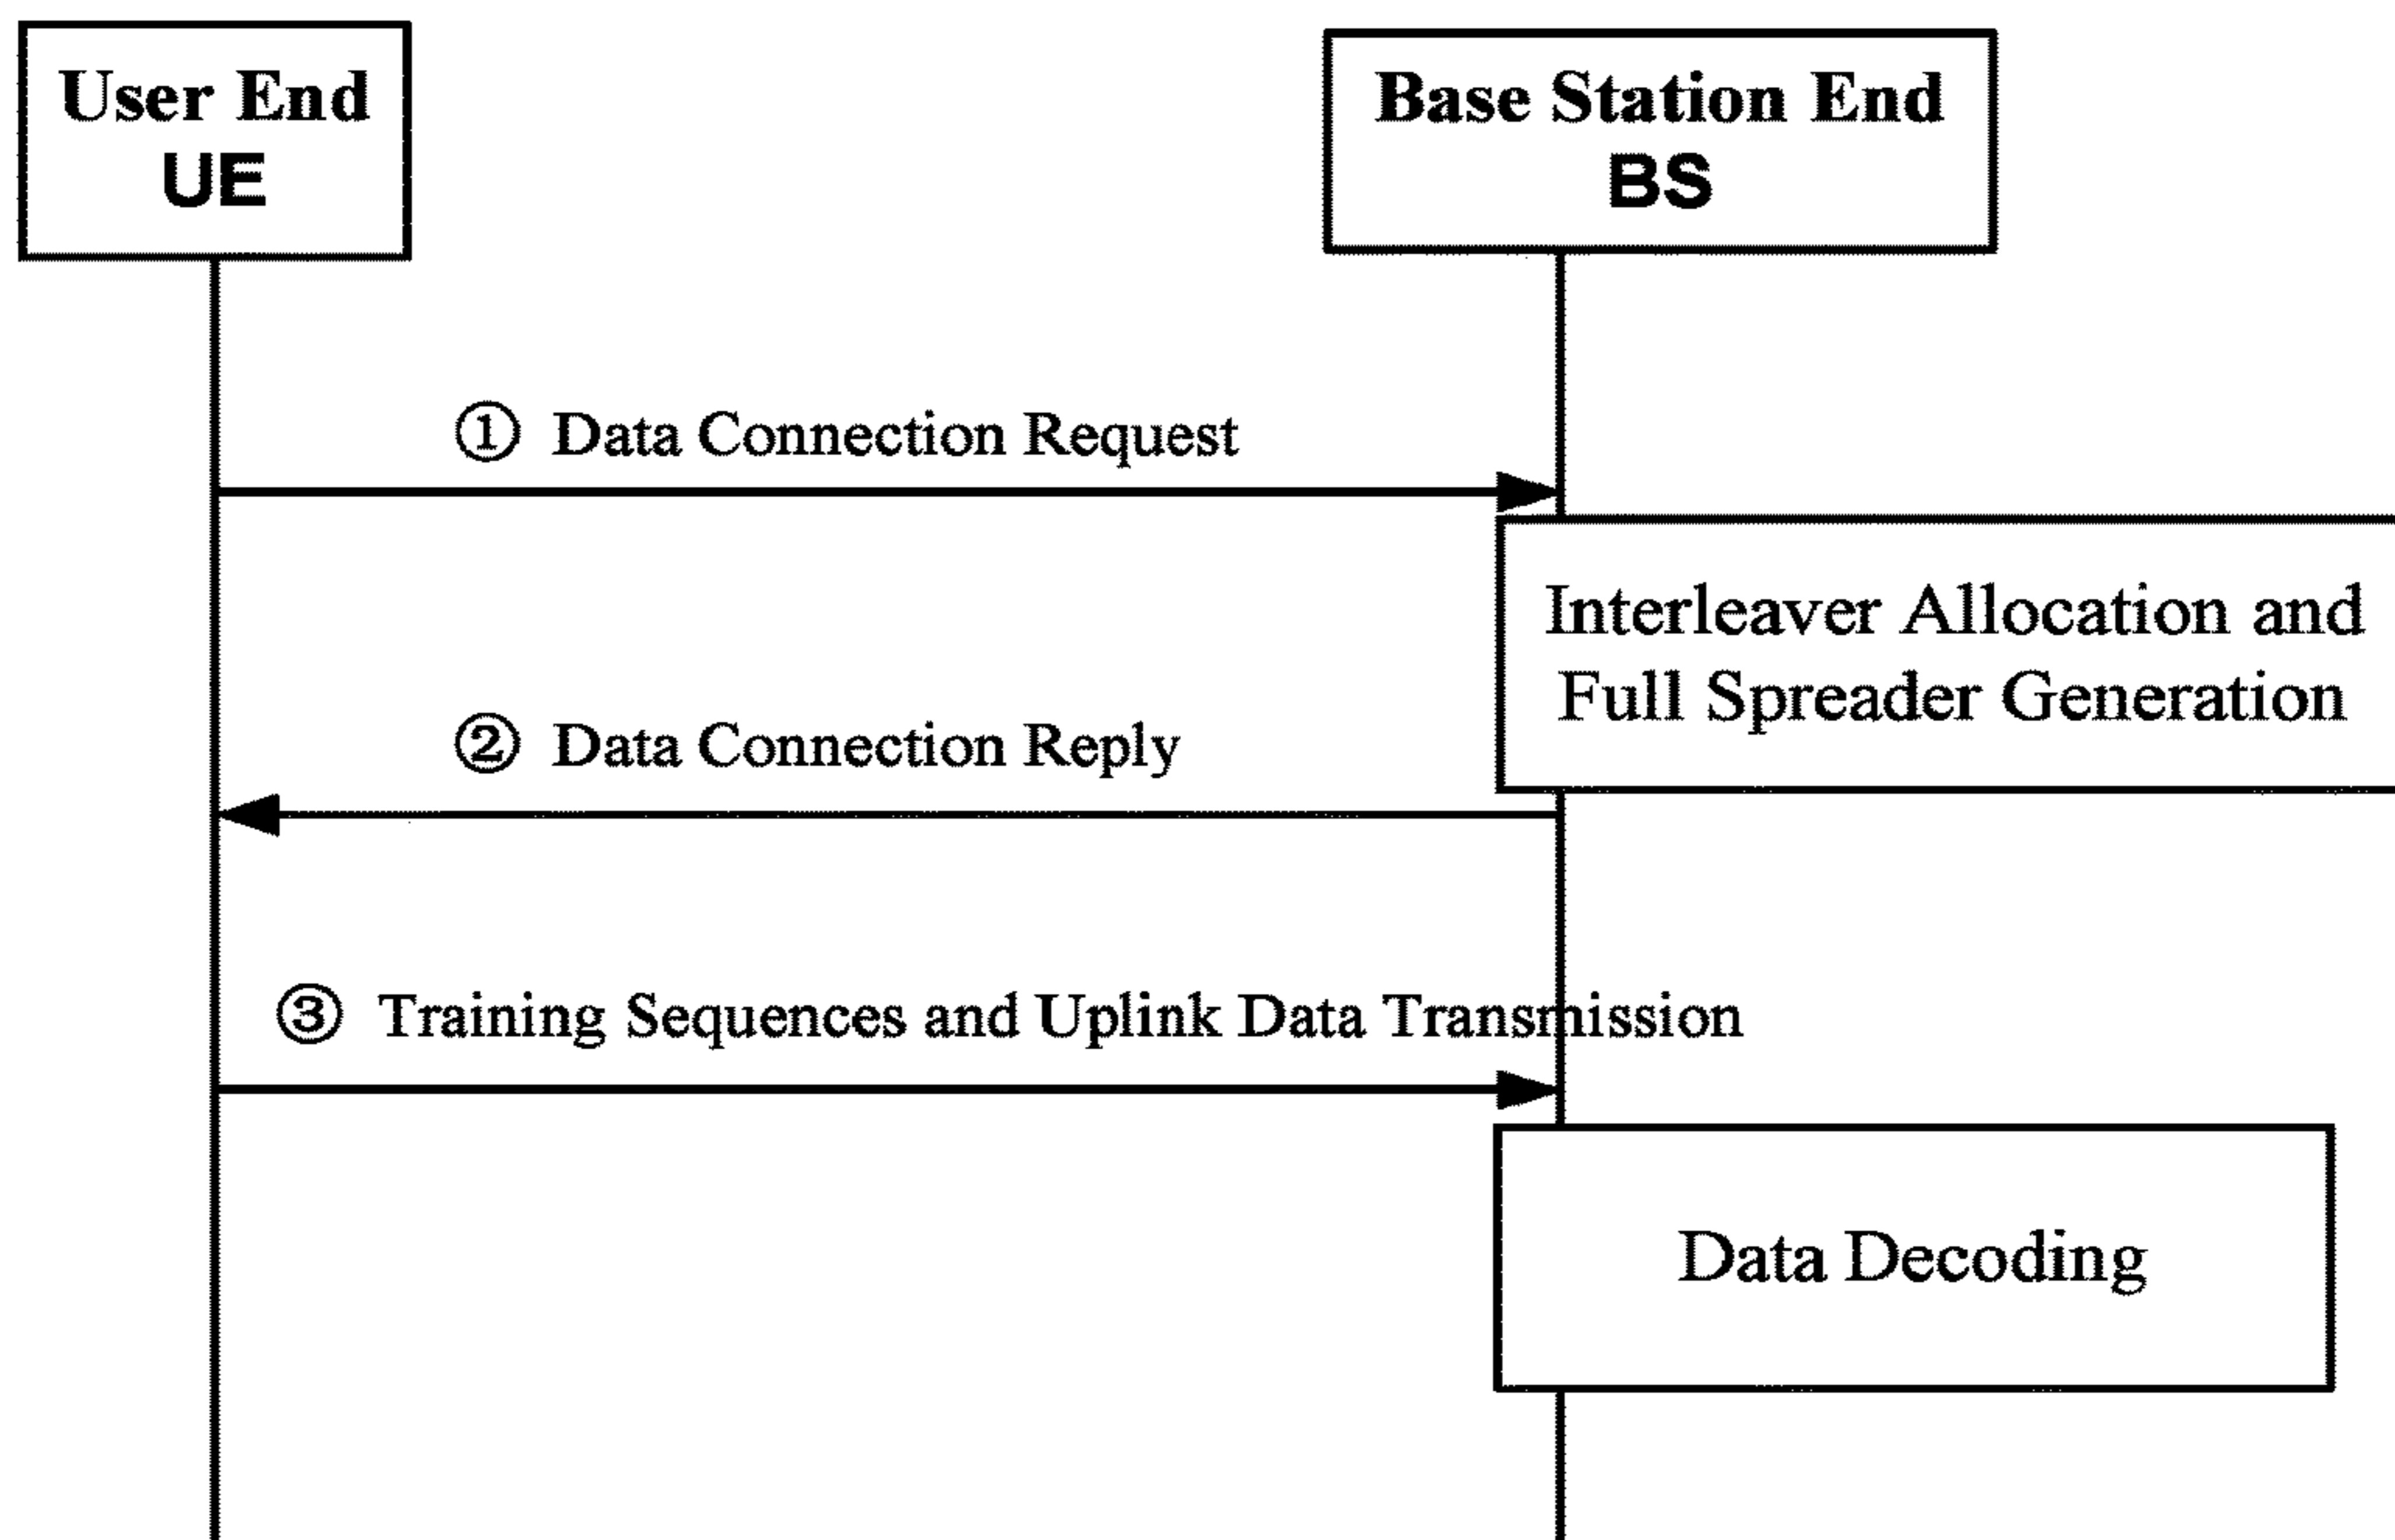 User End
UE
Base Station End
BS
① Data Connection Request
Interleaver Allocation and
Full Spreader Generation
② Data Connection Reply
③ Training Sequences and Uplink Data Transmission
Data Decoding